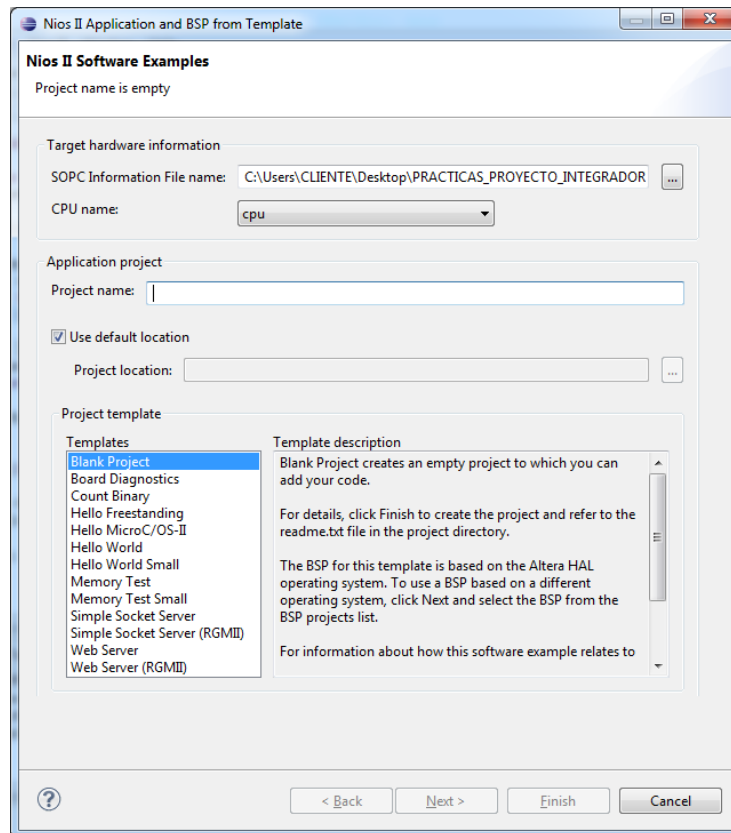 Nios II Application and BSP from Template
Nios II Software Examples
Project name is empty
Target hardware information
SOPC Information File name: C:\Users\CLIENTE\Desktop\PRACTICAS_PROYECTO_INTEGRADOR ...
CPU name: cpu
Application project
Project name:
Use default location
Project location: ...
Project template
Templates
Blank Project
Board Diagnostics
Count Binary
Hello Freestanding
Hello MicroC/OS-II
Hello World
Hello World Small
Memory Test
Memory Test Small
Simple Socket Server
Simple Socket Server (RGMII)
Web Server
Web Server (RGMII)
Template description
Blank Project creates an empty project to which you can
add your code.
For details, click Finish to create the project and refer to the
readme.txt file in the project directory.
The BSP for this template is based on the Altera HAL
operating system. To use a BSP based on a different
operating system, click Next and select the BSP from the
BSP projects list.
For information about how this software example relates to
? < Back Next > Finish Cancel